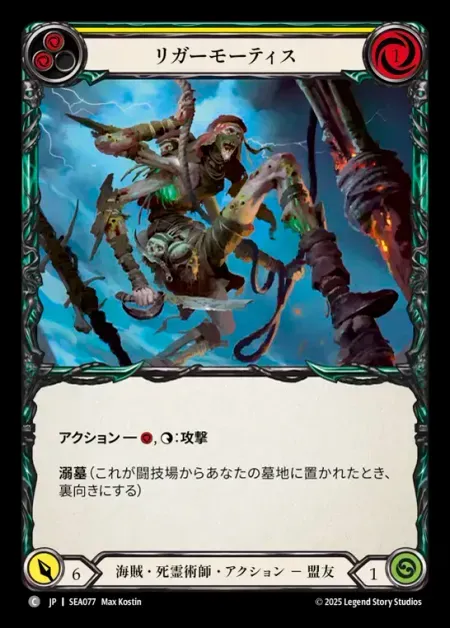 リガーモーティス
1
アクション ー , : 攻撃
溺墓（これが闘技場からあなたの墓地に置かれたとき、
裏向きにする）
6 海賊・死霊術師・アクション － 盟友 1
C JP | SEA077 Max Kostin © 2025 Legend Story Studios